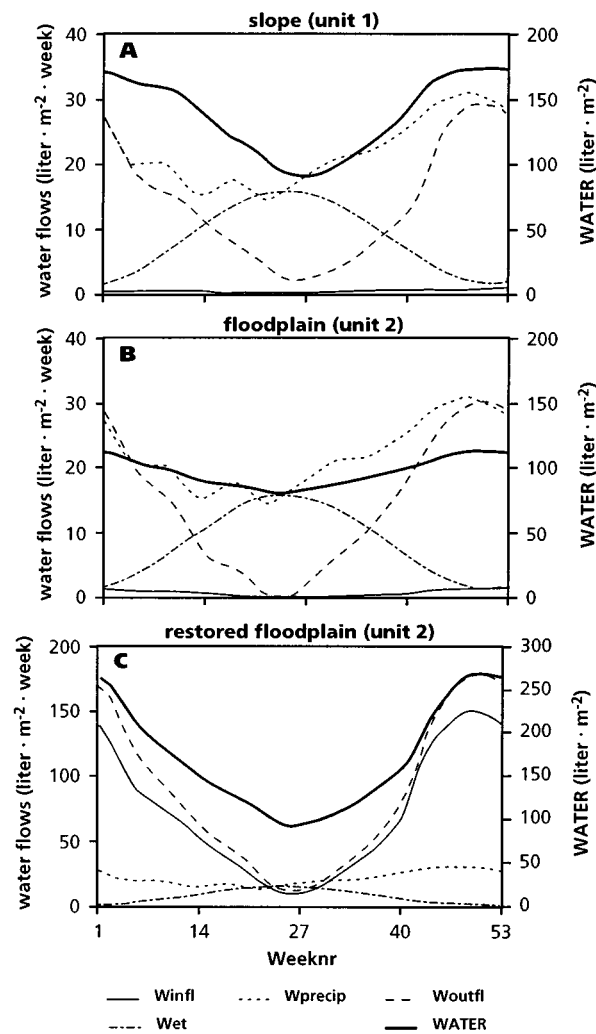 slope (unit 1)
A
water flows (liter · m⁻² · week)
40
30
20
10
0
200
150
100
50
0
WATER (liter · m⁻²)
floodplain (unit 2)
B
water flows (liter · m⁻² · week)
40
30
20
10
0
200
150
100
50
0
WATER (liter · m⁻²)
restored floodplain (unit 2)
C
water flows (liter · m⁻² · week)
200
150
100
50
0
300
250
200
150
100
50
0
WATER (liter · m⁻²)
1 14 27 40 53
Weeknr
Winfl Wprecip Woutfl
Wet WATER